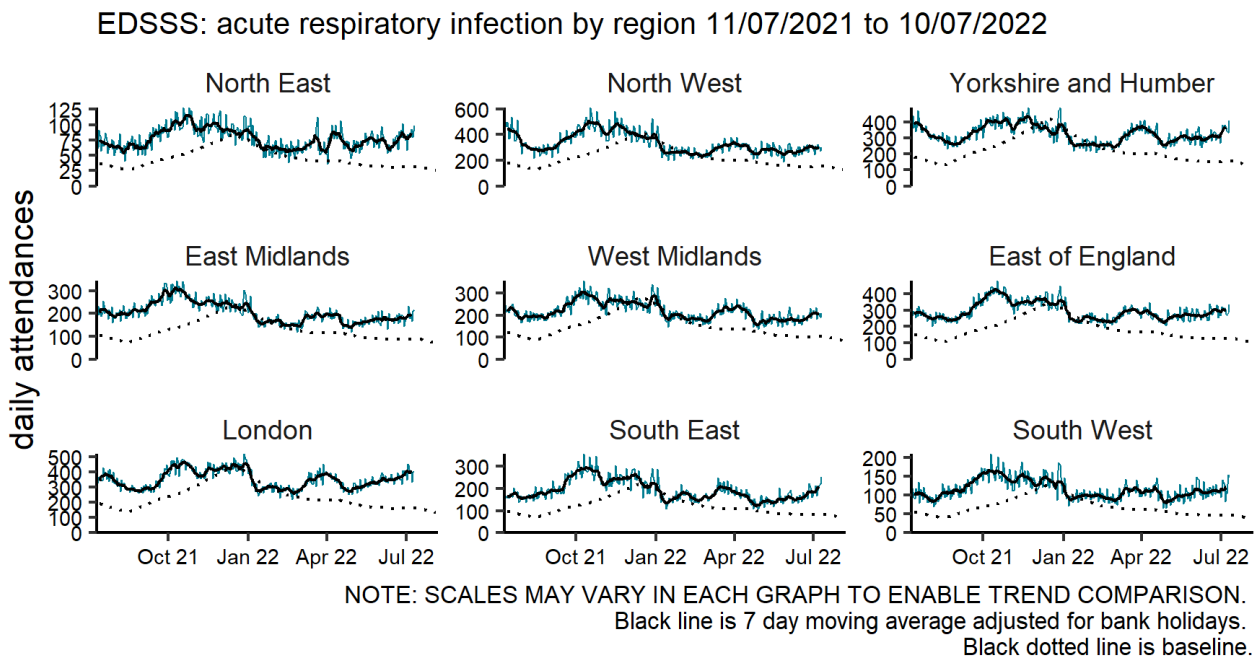 EDSSS: acute respiratory infection by region 11/07/2021 to 10/07/2022
daily attendances
North East
125
100
75
50
25
0
North West
600
400
200
0
Yorkshire and Humber
400
300
200
100
0
East Midlands
300
200
100
0
West Midlands
300
200
100
0
East of England
400
300
200
100
0
London
500
400
300
200
100
0
Oct 21 Jan 22 Apr 22 Jul 22
South East
300
200
100
0
Oct 21 Jan 22 Apr 22 Jul 22
South West
200
150
100
50
0
Oct 21 Jan 22 Apr 22 Jul 22
NOTE: SCALES MAY VARY IN EACH GRAPH TO ENABLE TREND COMPARISON.
Black line is 7 day moving average adjusted for bank holidays.
Black dotted line is baseline.